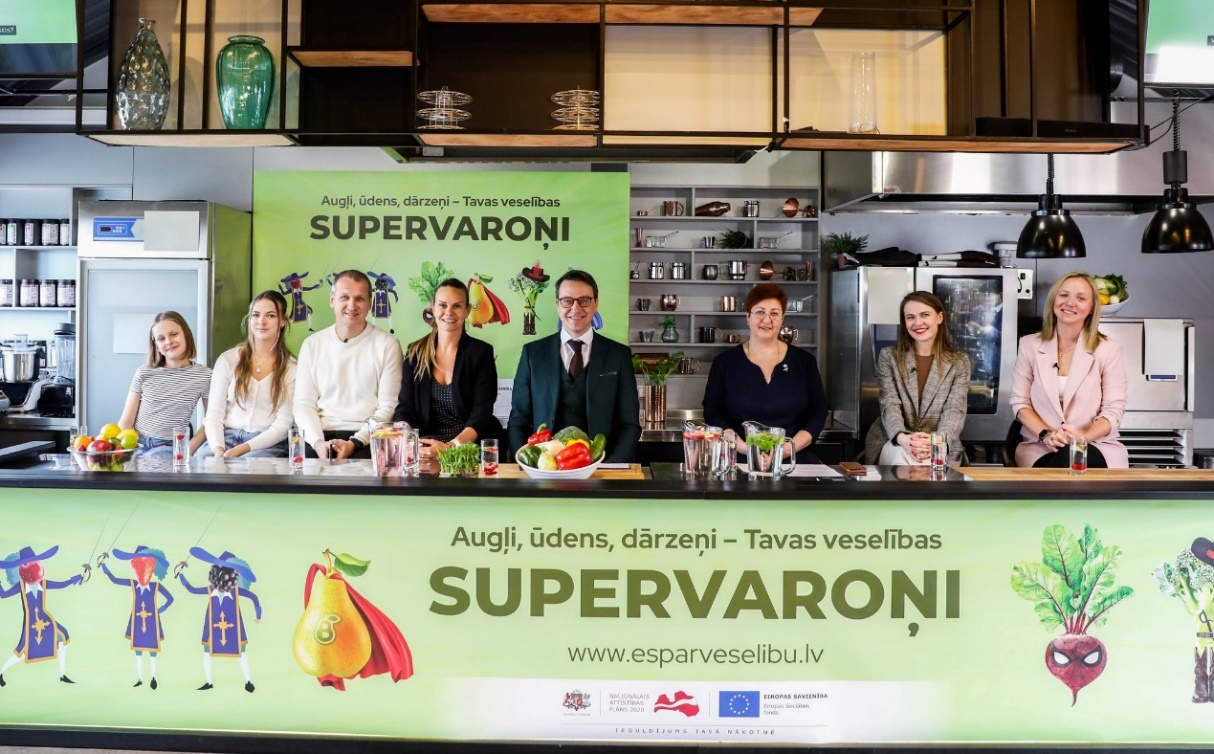 Augļi, ūdens, dārzeņi – Tavas veselības
SUPERVAROŅI
Augļi, ūdens, dārzeņi – Tavas veselības
SUPERVAROŅI
www.esparveselibu.lv
NACIONĀLAIS
ATTĪSTĪBAS
PLĀNS 2020
EIROPAS SAVIENĪBA
Eiropas Sociālais
fonds
IEGULDĪJUMS TAVĀ NĀKOTNĒ